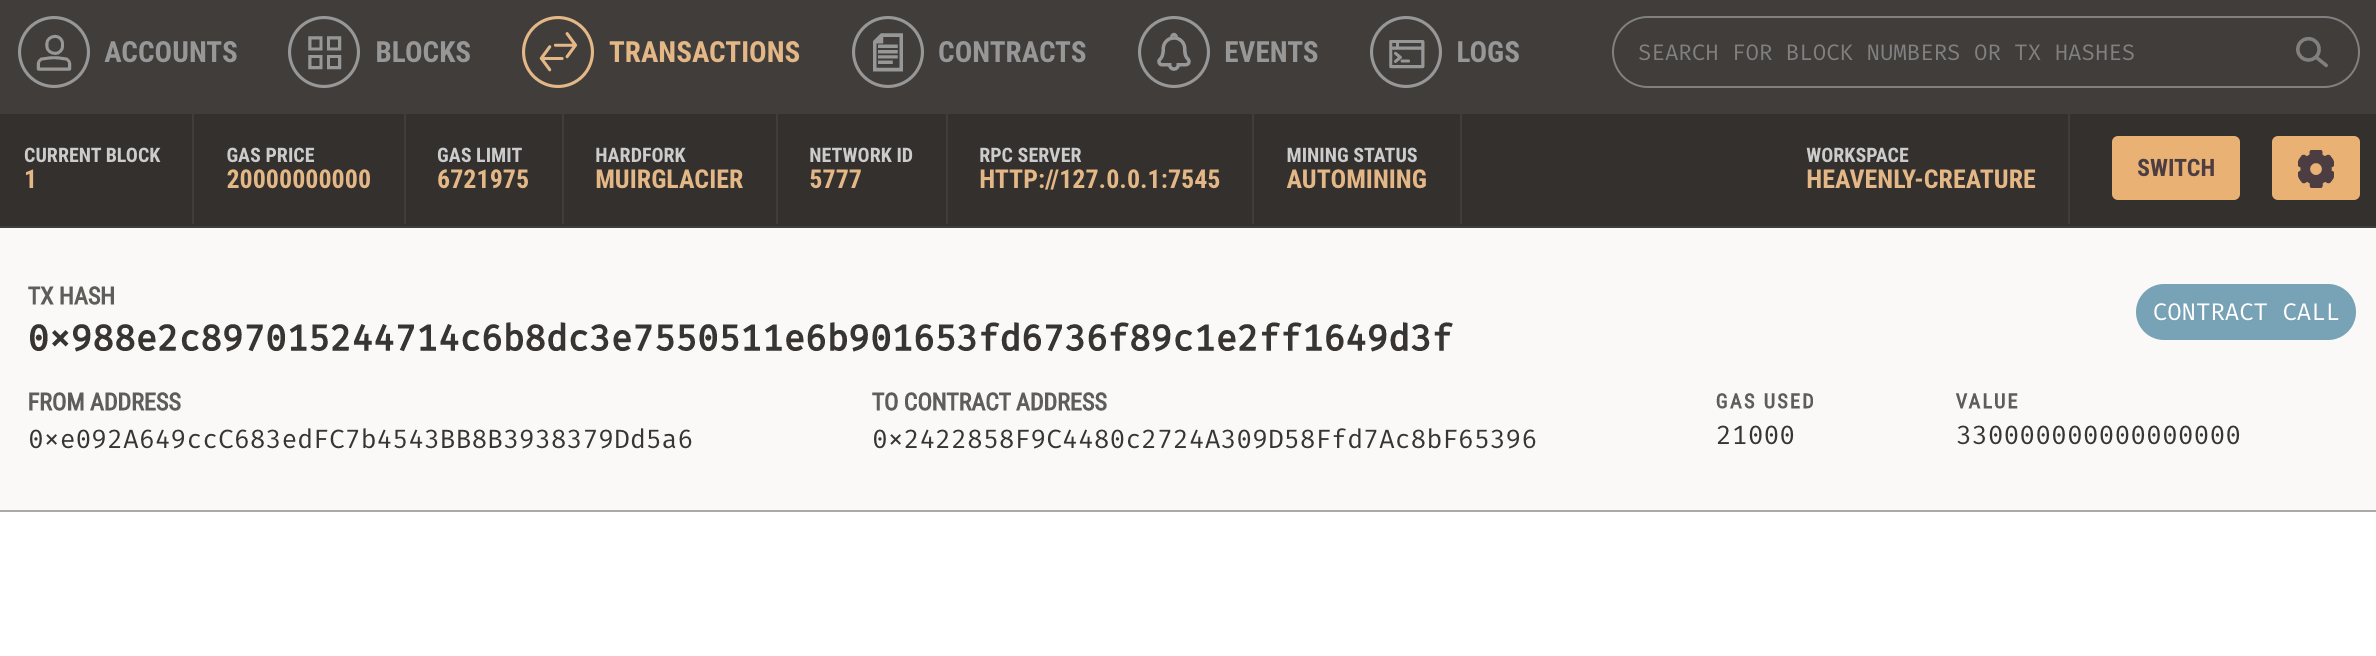 ACCOUNTS BLOCKS TRANSACTIONS CONTRACTS EVENTS LOGS SEARCH FOR BLOCK NUMBERS OR TX HASHES
CURRENT BLOCK GAS PRICE GAS LIMIT HARDFORK NETWORK ID RPC SERVER MINING STATUS WORKSPACE
1 20000000000 6721975 MUIRGLACIER 5777 HTTP://127.0.0.1:7545 AUTOMINING HEAVENLY-CREATURE SWITCH
TX HASH
0×988e2c897015244714c6b8dc3e7550511e6b901653fd6736f89c1e2ff1649d3f
CONTRACT CALL
FROM ADDRESS TO CONTRACT ADDRESS GAS USED VALUE
0×e092A649ccC683edFC7b4543BB8B3938379Dd5a6 0×2422858F9C4480c2724A309D58Ffd7Ac8bF65396 21000 330000000000000000